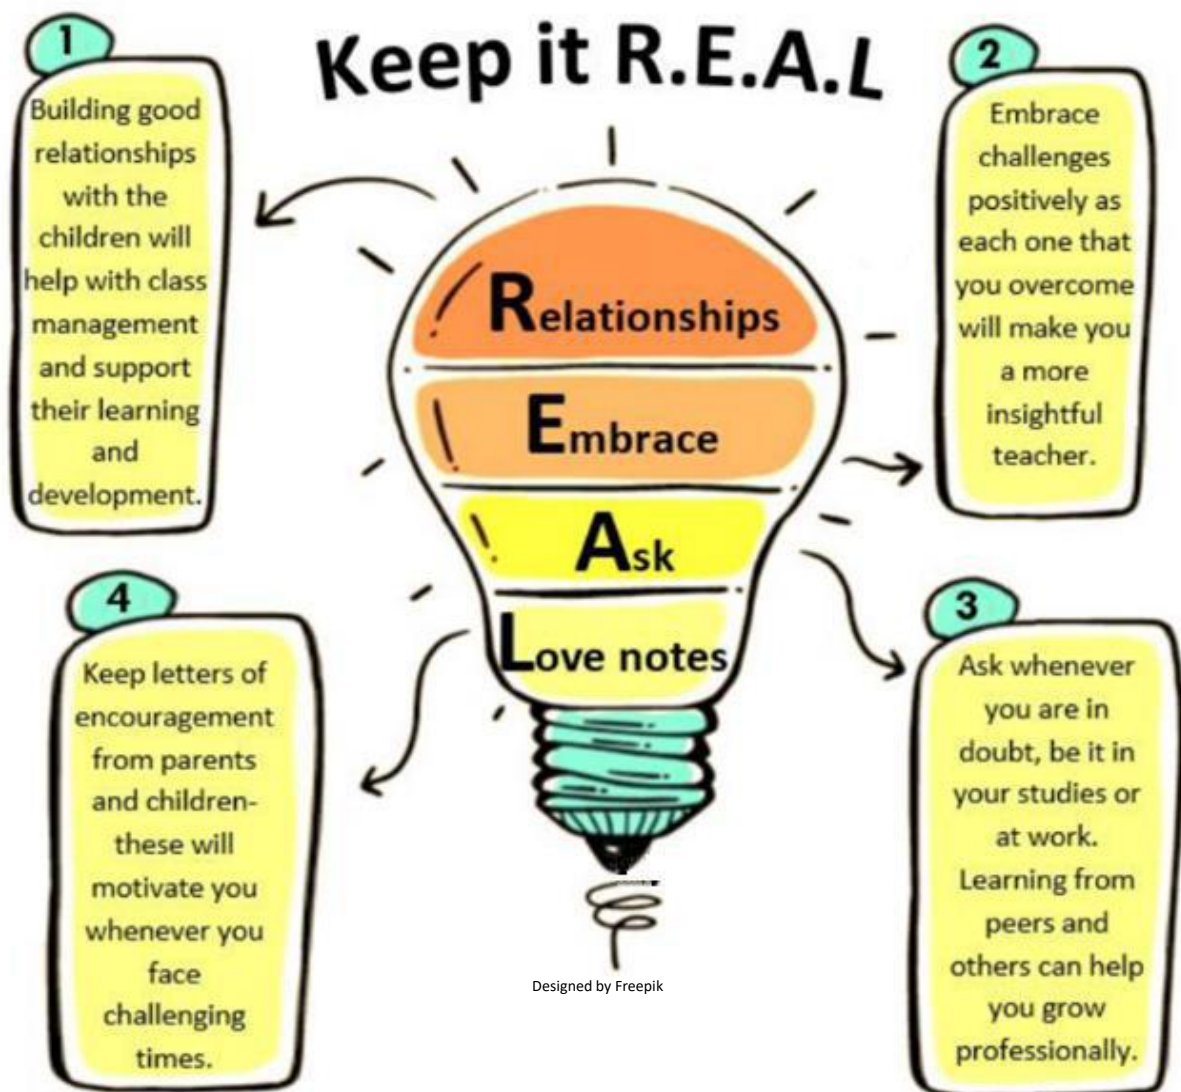 Keep it R.E.A.L
1
Building good
relationships
with the
children will
help with class
management
and support
their learning
and
development.
2
Embrace
challenges
positively as
each one that
you overcome
will make you
a more
insightful
teacher.
Relationships
Embrace
Ask
Love notes
3
Ask whenever
you are in
doubt, be it in
your studies or
at work.
Learning from
peers and
others can help
you grow
professionally.
4
Keep letters of
encouragement
from parents
and children-
these will
motivate you
whenever you
face
challenging
times.
Designed by Freepik